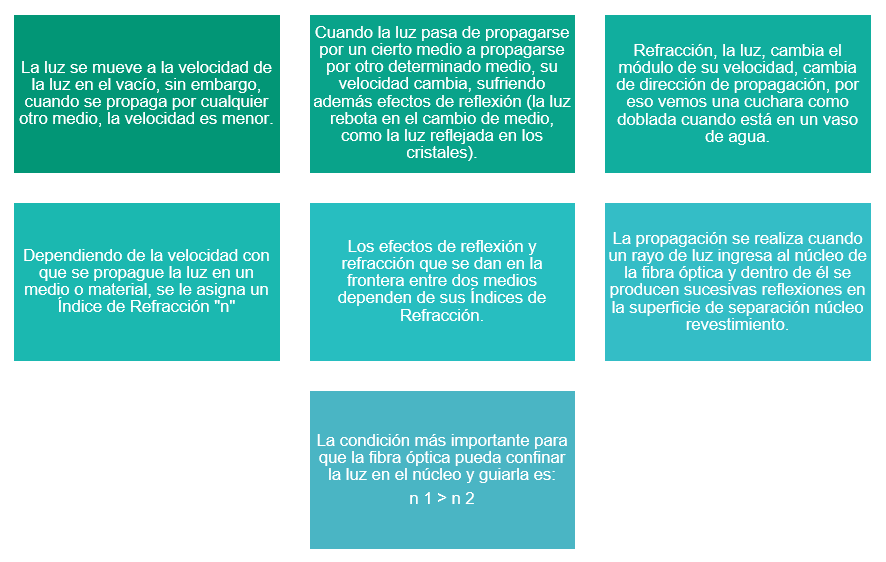 La luz se mueve a la velocidad de
la luz en el vacío, sin embargo,
cuando se propaga por cualquier
otro medio, la velocidad es menor.
Cuando la luz pasa de propagarse
por un cierto medio a propagarse
por otro determinado medio, su
velocidad cambia, sufriendo
además efectos de reflexión (la luz
rebota en el cambio de medio,
como la luz reflejada en los
cristales).
Refracción, la luz, cambia el
módulo de su velocidad, cambia
de dirección de propagación, por
eso vemos una cuchara como
doblada cuando está en un vaso
de agua.
Dependiendo de la velocidad con
que se propague la luz en un
medio o material, se le asigna un
Índice de Refracción "n"
Los efectos de reflexión y
refracción que se dan en la
frontera entre dos medios
dependen de sus Índices de
Refracción.
La propagación se realiza cuando
un rayo de luz ingresa al núcleo de
la fibra óptica y dentro de él se
producen sucesivas reflexiones en
la superficie de separación núcleo
revestimiento.
La condición más importante para
que la fibra óptica pueda confinar
la luz en el núcleo y guiarla es:
n 1 > n 2